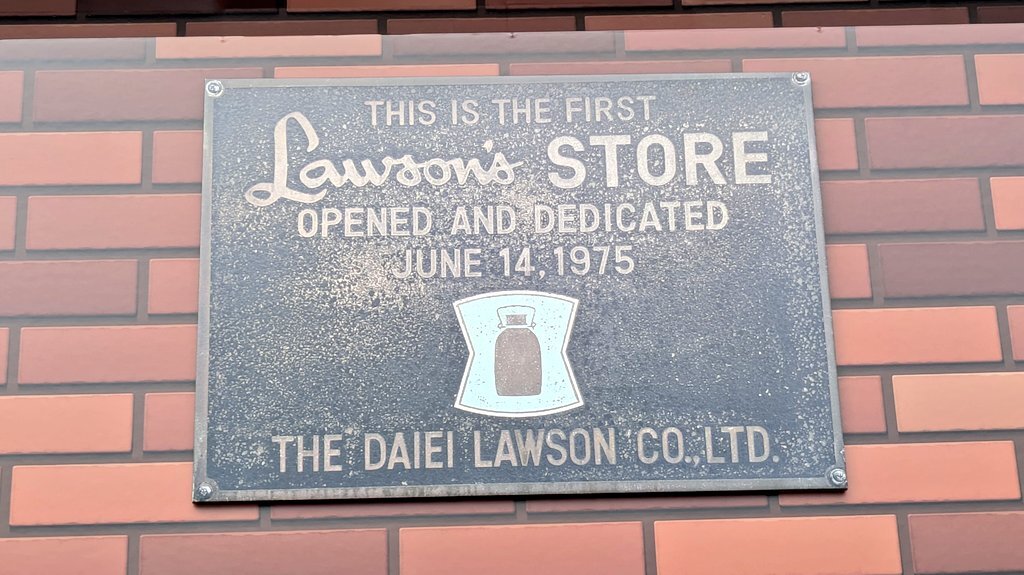 THIS IS THE FIRST
Lawson's STORE
OPENED AND DEDICATED
JUNE 14, 1975
THE DAIEI LAWSON CO., LTD.